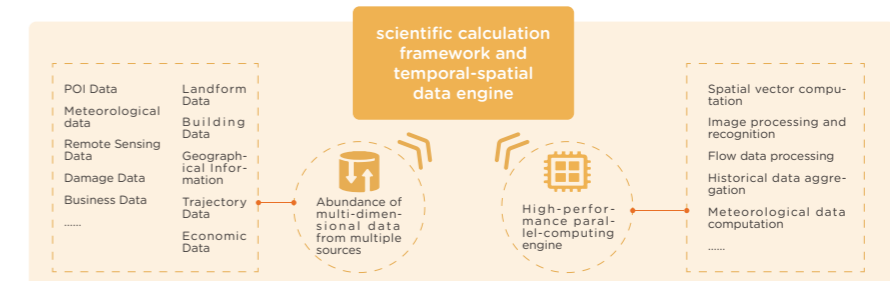 scientific calculation
framework and
temporal-spatial
data engine
POI Data
Meteorological
data
Remote Sensing
Data
Damage Data
Business Data
......
Landform
Data
Building
Data
Geograph-
ical Infor-
mation
Trajectory
Data
Economic
Data
Abundance of
multi-dimen-
sional data
from multiple
sources
High-perfor-
mance paral-
lel-computing
engine
Spatial vector compu-
tation
Image processing and
recognition
Flow data processing
Historical data aggre-
gation
Meteorological data
computation
......